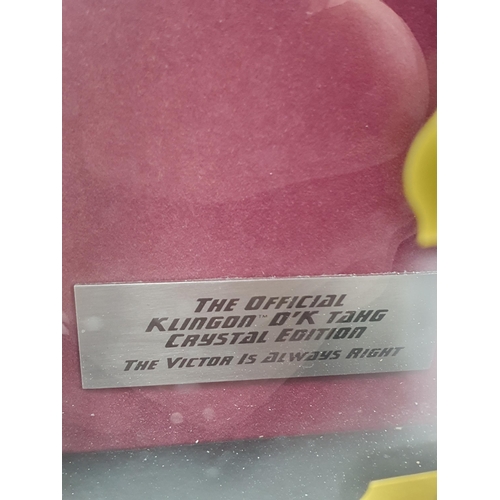 The Official
Klingon™ D'K Tahg
Crystal Edition
The Victor Is Always Right